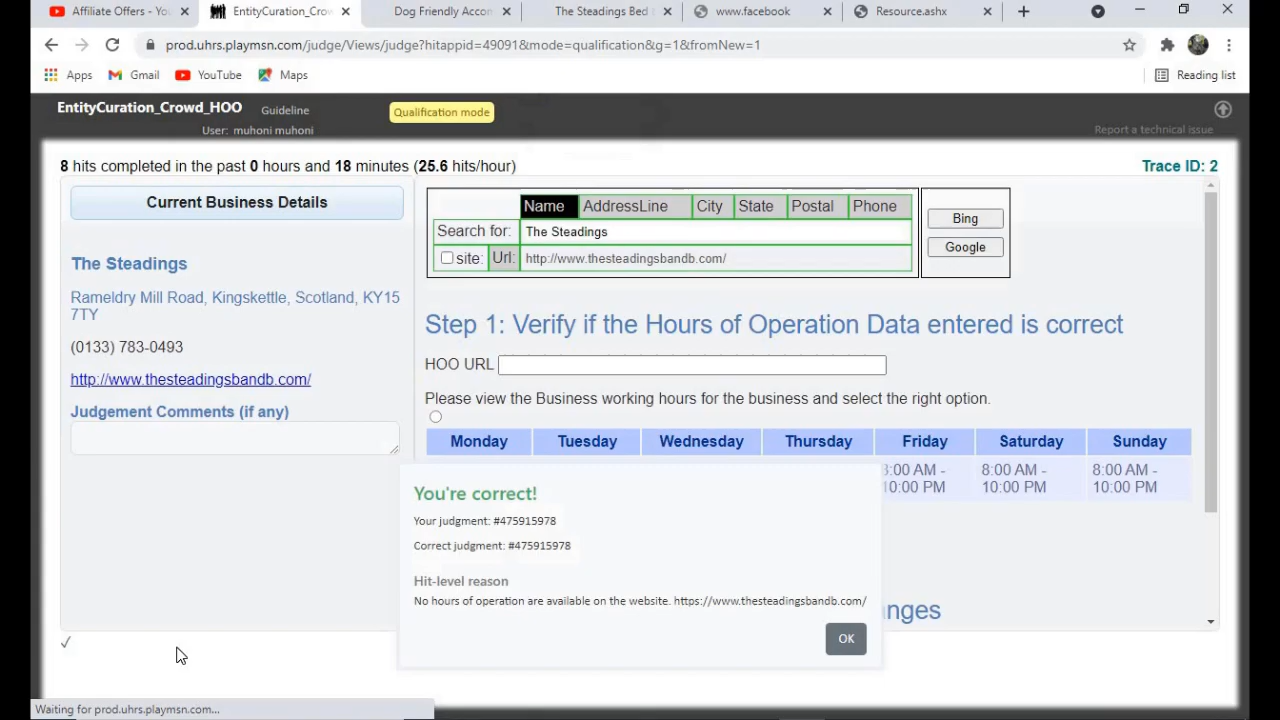 Affiliate Offers - You
EntityCuration_Crow
Dog Friendly Accon
The Steadings Bed
www.facebook
Resource.ashx
prod.uhrs.playmsn.com/judge/Views/judge?hitappid=49091&mode=qualification&g=1&fromNew=1
Apps Gmail YouTube Maps Reading list
EntityCuration_Crowd_HOO Guideline Qualification mode
User: muhoni muhoni Report a technical issue
8 hits completed in the past 0 hours and 18 minutes (25.6 hits/hour) Trace ID: 2
Current Business Details
The Steadings
Rameldry Mill Road, Kingskettle, Scotland, KY15
7TY
(0133) 783-0493
http://www.thesteadingsbandb.com/
Judgement Comments (if any)
Name AddressLine City State Postal Phone
Search for: The Steadings
site: Url: http://www.thesteadingsbandb.com/
Bing
Google
Step 1: Verify if the Hours of Operation Data entered is correct
HOO URL
Please view the Business working hours for the business and select the right option.
Monday Tuesday Wednesday Thursday Friday Saturday Sunday
8:00 AM - 8:00 AM - 8:00 AM -
10:00 PM 10:00 PM 10:00 PM
You're correct!
Your judgment: #475915978
Correct judgment: #475915978
Hit-level reason
No hours of operation are available on the website. https://www.thesteadingsbandb.com/
anges
OK
Waiting for prod.uhrs.playmsn.com...